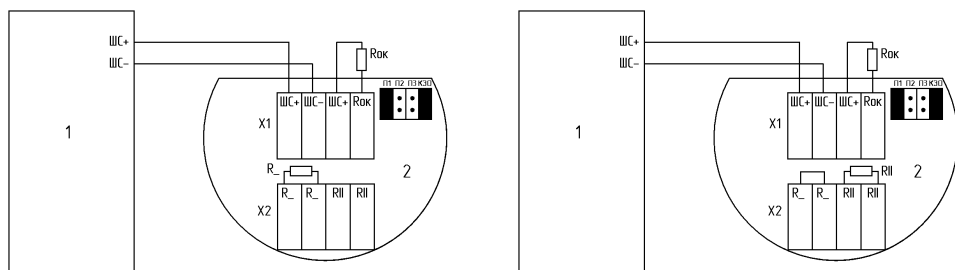 ШС+
ШС-
Rок
П1 П2 П3 КЗО
ШС+ ШС- ШС+ Rок
X1
1
2
R_
R_ R_ RII RII
X2
ШС+
ШС-
Rок
П1 П2 П3 КЗО
ШС+ ШС- ШС+ Rок
X1
1
2
RII
R_ R_ RII RII
X2